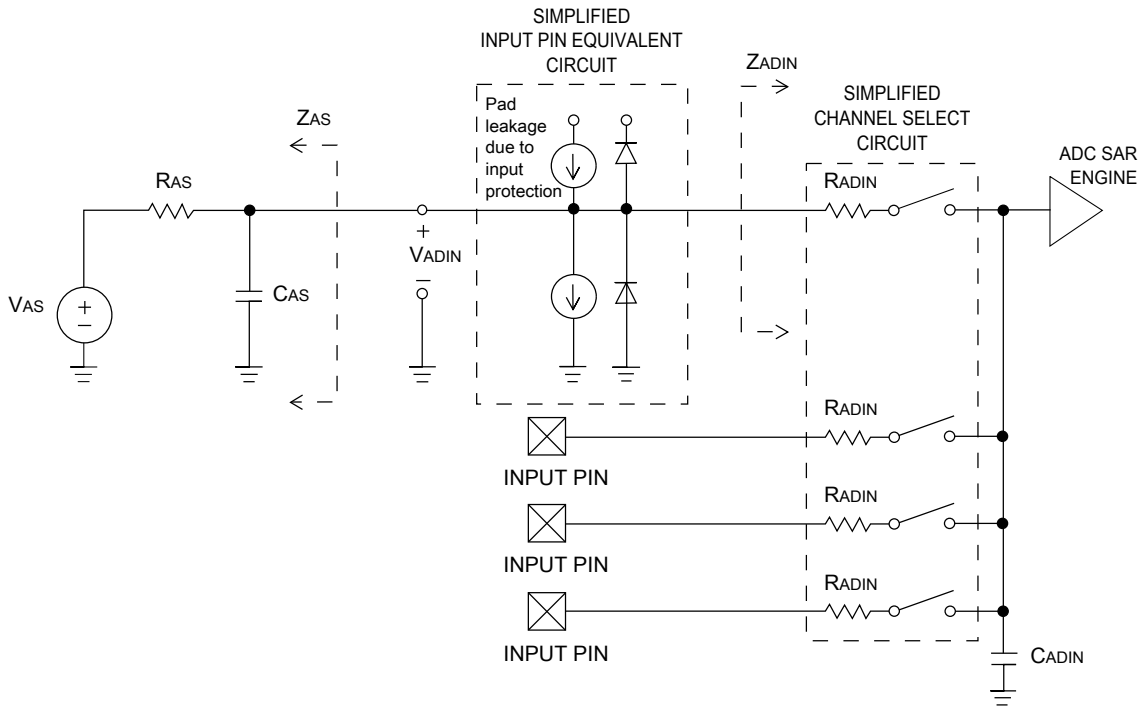 SIMPLIFIED
INPUT PIN EQUIVALENT
CIRCUIT
ZADIN
SIMPLIFIED
CHANNEL SELECT
CIRCUIT
Pad
leakage
due to
input
protection
ZAS
ADC SAR
ENGINE
RAS
RADIN
+
VADIN
–
CAS
VAS
+
–
RADIN
INPUT PIN
RADIN
INPUT PIN
RADIN
INPUT PIN
CADIN